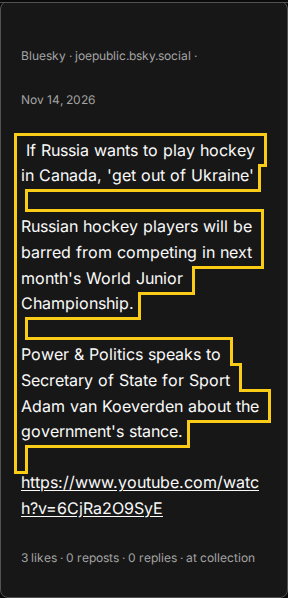 Bluesky · joepublic.bsky.social ·
Nov 14, 2026
If Russia wants to play hockey
in Canada, 'get out of Ukraine'
Russian hockey players will be
barred from competing in next
month's World Junior
Championship.
Power & Politics speaks to
Secretary of State for Sport
Adam van Koeverden about the
government's stance.
https://www.youtube.com/watc
h?v=6CjRa2O9SyE
3 likes · 0 reposts · 0 replies · at collection